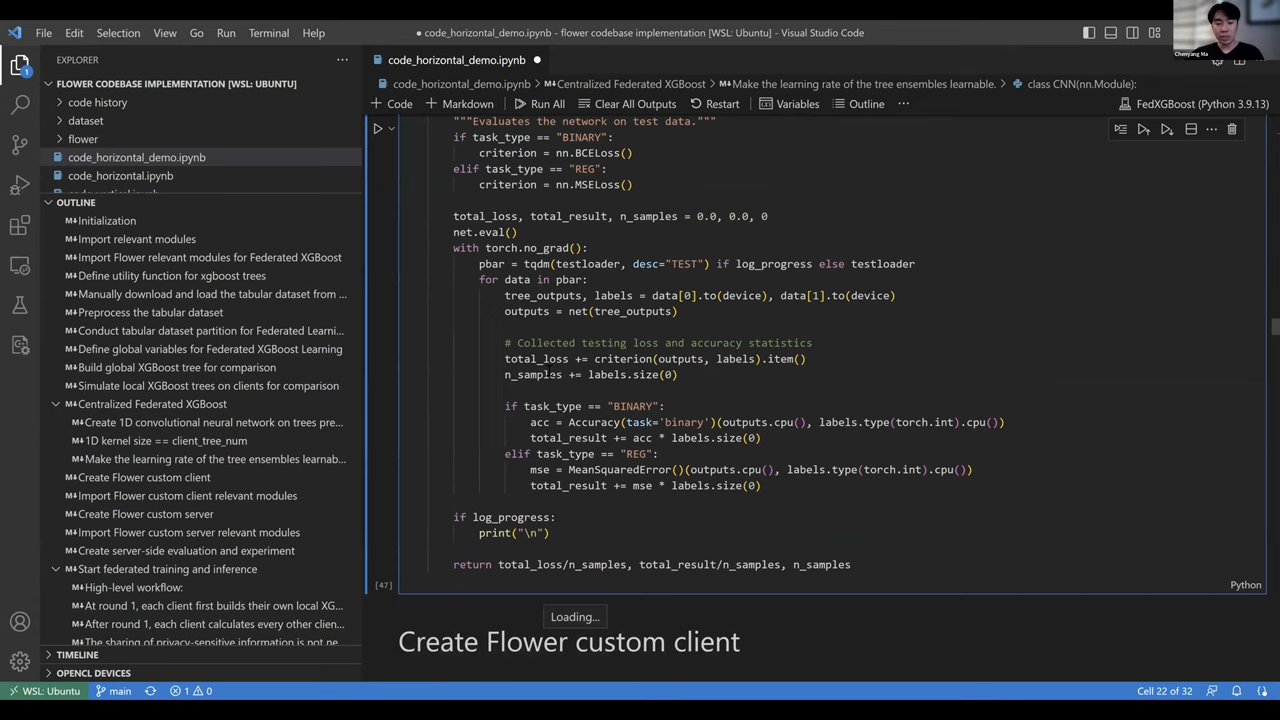 File Edit Selection View Go Run Terminal Help
● code_horizontal_demo.ipynb - flower codebase implementation [WSL: Ubuntu] - Visual Studio Code
Chenyang Ma
EXPLORER
FLOWER CODEBASE IMPLEMENTATION [WSL: UBUNTU]
code history
dataset
flower
code_horizontal_demo.ipynb
code_horizontal.ipynb
OUTLINE
Initialization
Import relevant modules
Import Flower relevant modules for Federated XGBoost
Define utility function for xgboost trees
Manually download and load the tabular dataset from ...
Preprocess the tabular dataset
Conduct tabular dataset partition for Federated Learni...
Define global variables for Federated XGBoost Learning
Build global XGBoost tree for comparison
Simulate local XGBoost trees on clients for comparison
Centralized Federated XGBoost
Create 1D convolutional neural network on trees pre...
1D kernel size == client_tree_num
Make the learning rate of the tree ensembles learnab...
Create Flower custom client
Import Flower custom client relevant modules
Create Flower custom server
Import Flower custom server relevant modules
Create server-side evaluation and experiment
Start federated training and inference
High-level workflow:
At round 1, each client first builds their own local XG...
After round 1, each client calculates every other clien...
The sharing of privacy-sensitive information is not ne...
TIMELINE
OPENCL DEVICES
code_horizontal_demo.ipynb ●
code_horizontal_demo.ipynb > Centralized Federated XGBoost > Make the learning rate of the tree ensembles learnable. > class CNN(nn.Module):
+ Code + Markdown Run All Clear All Outputs Restart Variables Outline ... FedXGBoost (Python 3.9.13)
"""Evaluates the network on test data."""
if task_type == "BINARY":
criterion = nn.BCELoss()
elif task_type == "REG":
criterion = nn.MSELoss()
total_loss, total_result, n_samples = 0.0, 0.0, 0
net.eval()
with torch.no_grad():
pbar = tqdm(testloader, desc="TEST") if log_progress else testloader
for data in pbar:
tree_outputs, labels = data[0].to(device), data[1].to(device)
outputs = net(tree_outputs)
# Collected testing loss and accuracy statistics
total_loss += criterion(outputs, labels).item()
n_samples += labels.size(0)
if task_type == "BINARY":
acc = Accuracy(task='binary')(outputs.cpu(), labels.type(torch.int).cpu())
total_result += acc * labels.size(0)
elif task_type == "REG":
mse = MeanSquaredError()(outputs.cpu(), labels.type(torch.int).cpu())
total_result += mse * labels.size(0)
if log_progress:
print("\n")
return total_loss/n_samples, total_result/n_samples, n_samples
[47]
Python
Loading...
Create Flower custom client
WSL: Ubuntu main 1 0
Cell 22 of 32